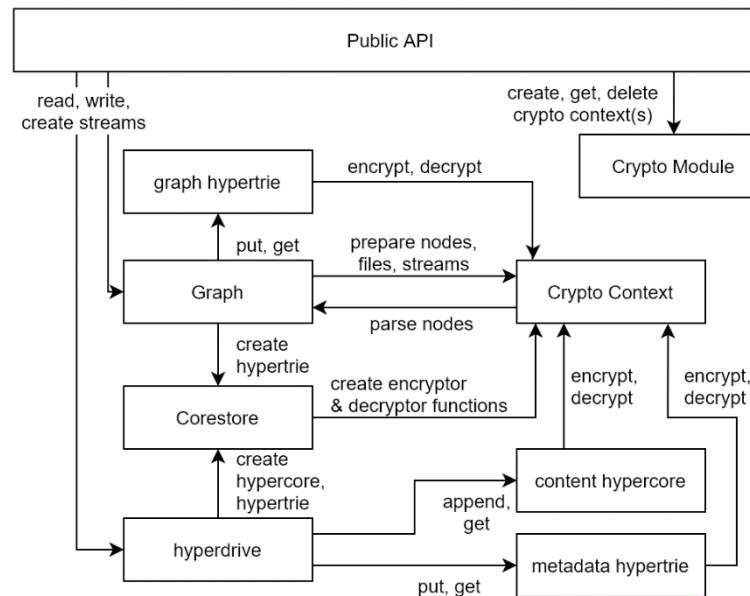 Public API
read, write,
create streams
create, get, delete
crypto context(s)
Crypto Module
graph hypertrie
encrypt, decrypt
put, get
prepare nodes,
files, streams
Graph
Crypto Context
parse nodes
create
hypertrie
create encryptor
& decryptor functions
encrypt,
decrypt
encrypt,
decrypt
Corestore
create
hypercore,
hypertrie
content hypercore
append,
get
hyperdrive
metadata hypertrie
put, get